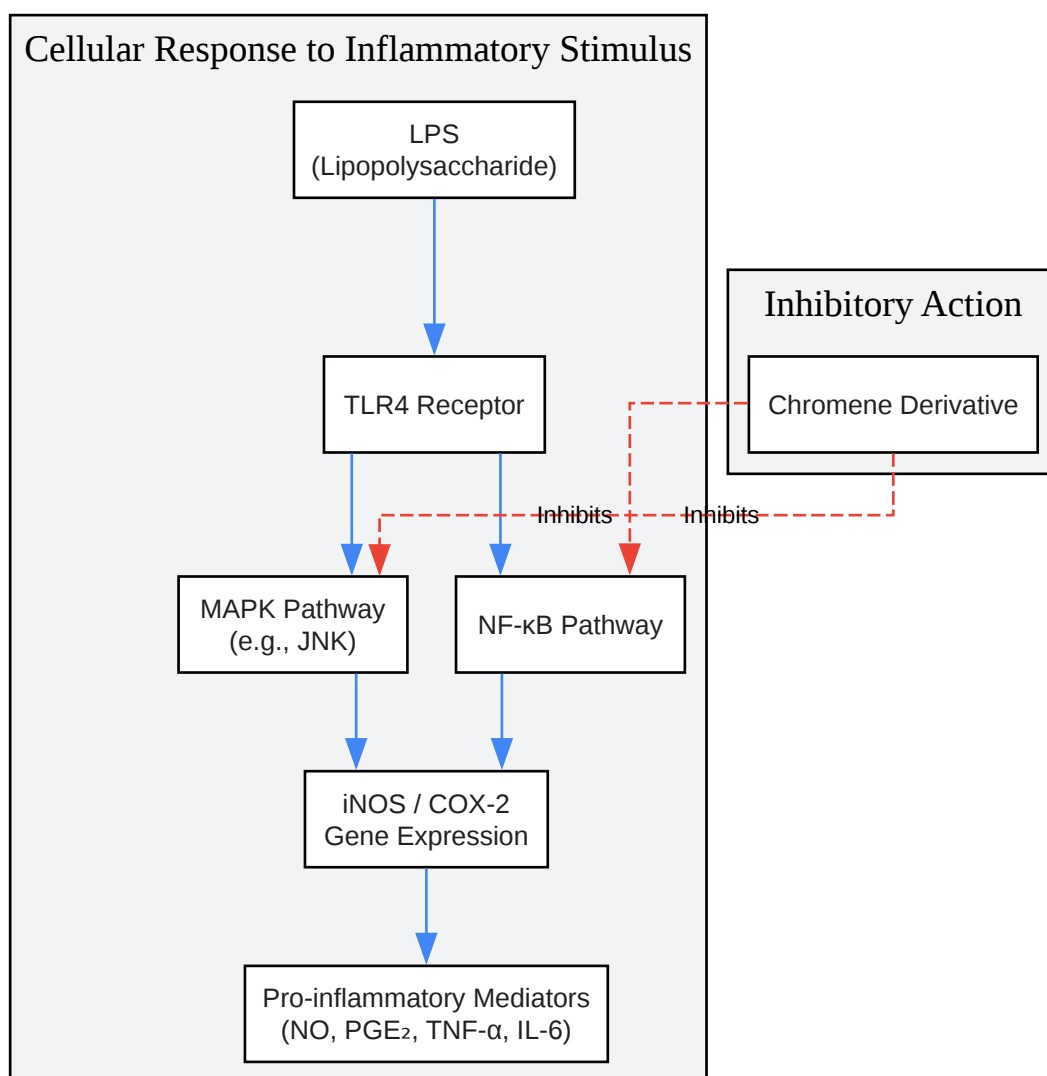 Cellular Response to Inflammatory Stimulus
LPS
(Lipopolysaccharide)
Inhibitory Action
TLR4 Receptor
Chromene Derivative
Inhibits
Inhibits
MAPK Pathway
(e.g., JNK)
NF-κB Pathway
iNOS / COX-2
Gene Expression
Pro-inflammatory Mediators
(NO, PGE₂, TNF-α, IL-6)